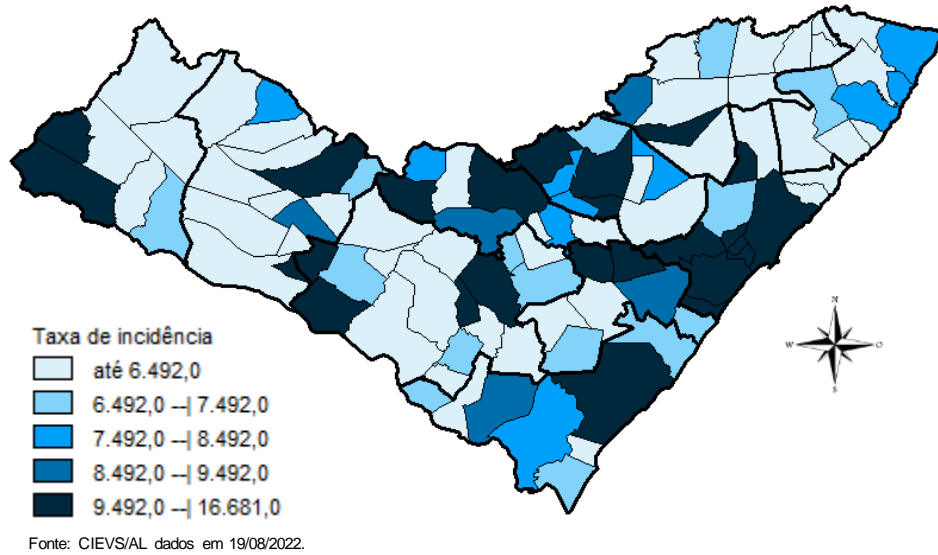 Taxa de incidência
até 6.492,0
6.492,0 --| 7.492,0
7.492,0 --| 8.492,0
8.492,0 --| 9.492,0
9.492,0 --| 16.681,0
N
W
O
S
Fonte: CIEVS/AL dados em 19/08/2022.